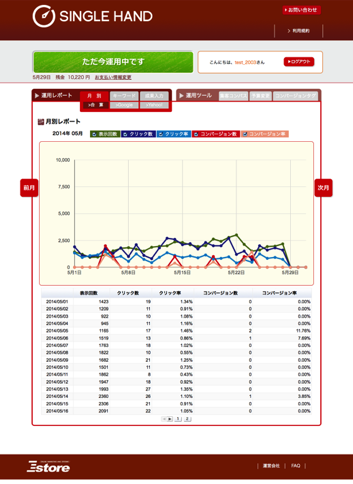 SINGLE HAND
お問い合わせ
利用規約
ただ今運用中です
こんにちは、test_2003さん
ログアウト
5月29日 残金 10,220 円 お支払い情報変更
運用レポート
月 別
キーワード
運用ツール
合 算
Google
月別レポート
2014年 05月
表示回数
クリック数
クリック率
コンバージョン数
コンバージョン率
10,000
7,500
5,000
2,500
0
5月1日
5月8日
5月15日
5月22日
5月29日
前月
次月
表示回数 クリック数 クリック率 コンバージョン数 コンバージョン率
2014/05/01 1423 19 1.34% 0 0.00%
2014/05/02 1209 11 0.91% 0 0.00%
2014/05/03 922 10 1.08% 0 0.00%
2014/05/04 945 11 1.16% 0 0.00%
2014/05/05 1165 17 1.46% 2 11.76%
2014/05/06 1519 13 0.86% 1 7.69%
2014/05/07 1763 18 1.02% 0 0.00%
2014/05/08 1822 10 0.55% 0 0.00%
2014/05/09 1682 21 1.25% 0 0.00%
2014/05/10 1501 11 0.73% 0 0.00%
2014/05/11 1862 8 0.43% 0 0.00%
2014/05/12 1947 18 0.92% 0 0.00%
2014/05/13 1993 27 1.35% 0 0.00%
2014/05/14 2360 26 1.10% 1 3.85%
2014/05/15 2306 21 0.91% 0 0.00%
2014/05/16 2091 22 1.05% 0 0.00%
1 2
Estore
運営会社
FAQ